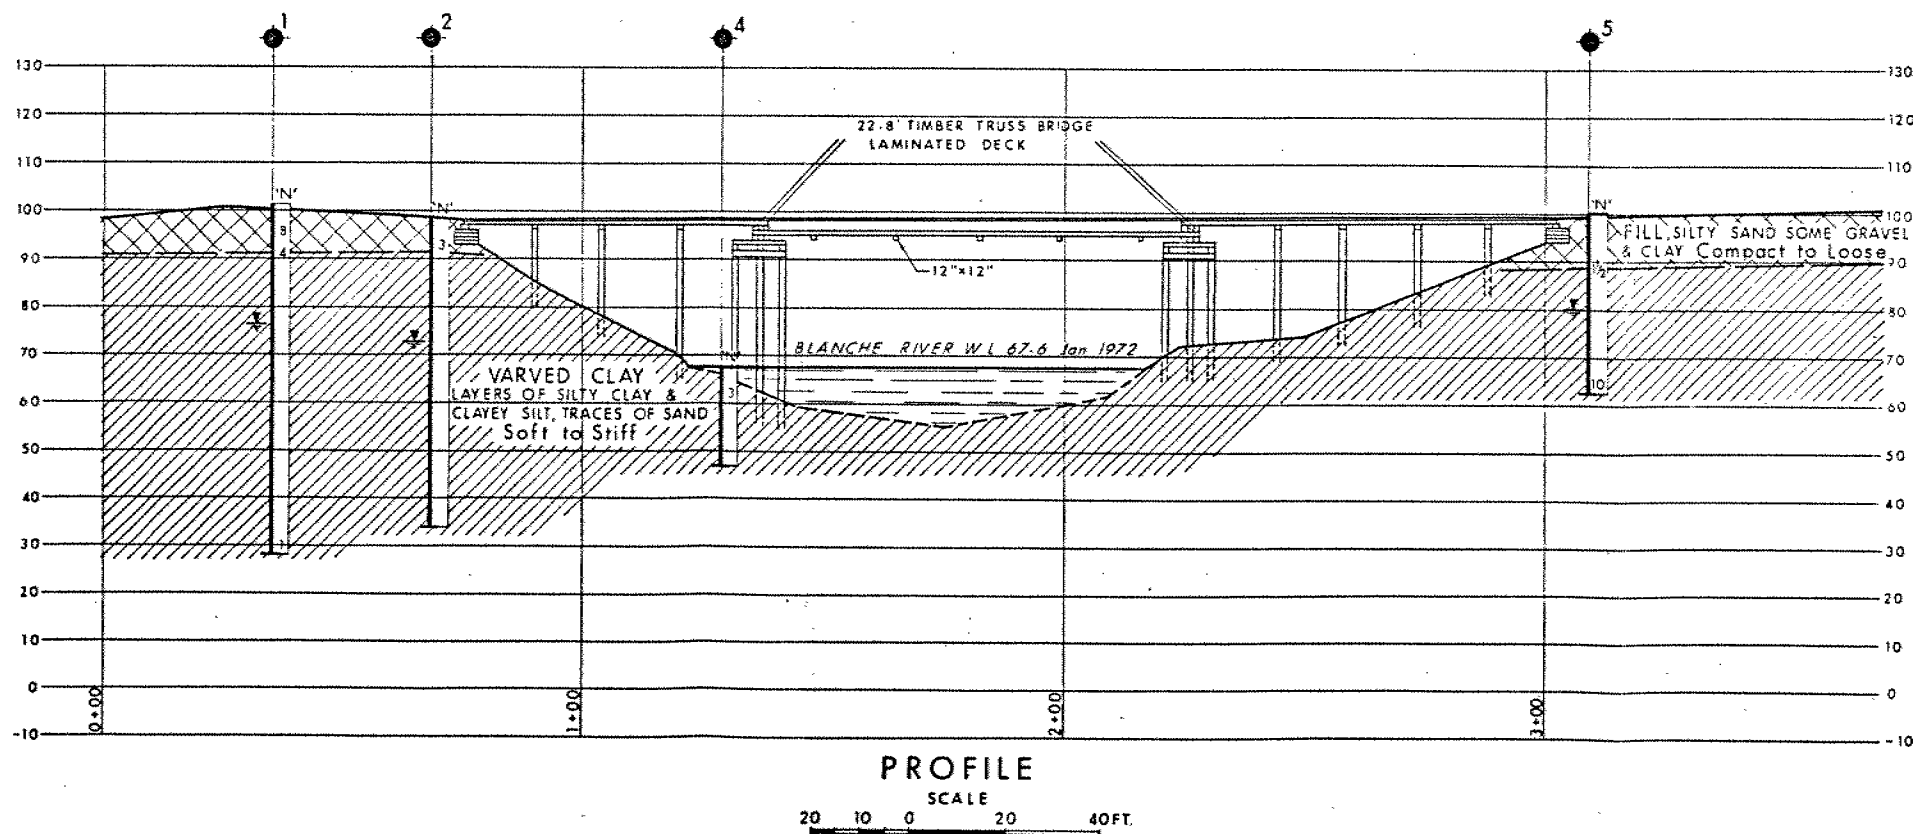 1
2
4
5
130
130
120
120
22.8' TIMBER TRUSS BRIDGE
LAMINATED DECK
110
110
'N'
'N'
'N'
100
100
8
4
3
FILL, SILTY SAND SOME GRAVEL
& CLAY Compact to Loose
90
90
12"x12"
80
80
BLANCHE RIVER W L 67.6 Jan 1972
70
70
VARVED CLAY
LAYERS OF SILTY CLAY &
CLAYEY SILT, TRACES OF SAND
Soft to Stiff
3
10
60
60
50
50
40
40
30
30
20
20
10
10
0
0
0+00
1+00
2+00
3+00
-10
-10
PROFILE
SCALE
20 10 0 20 40 FT.